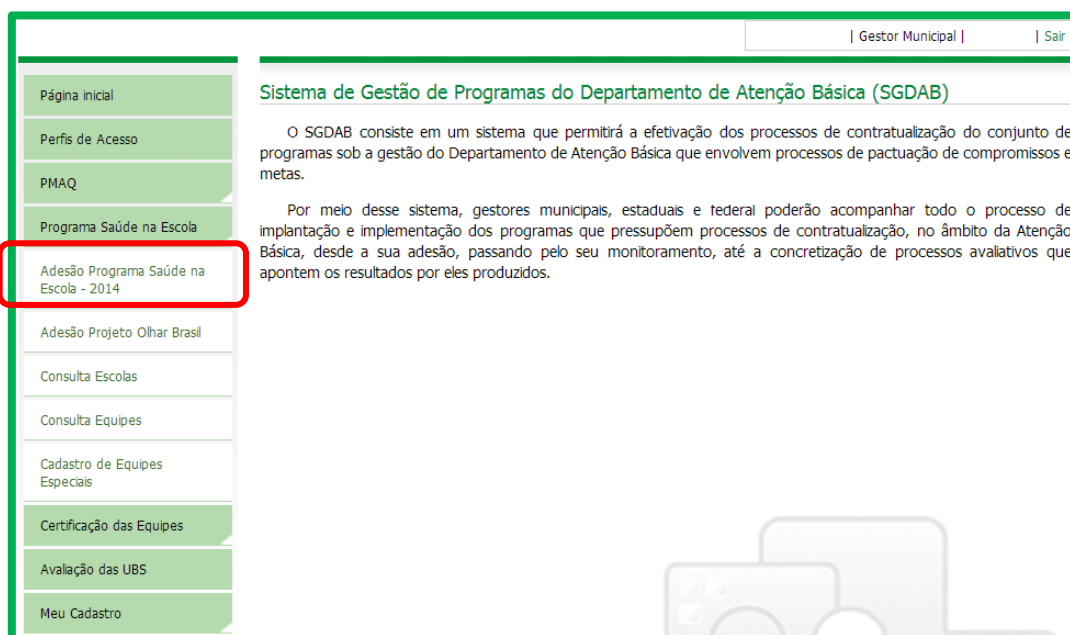 | Gestor Municipal | | Sair
Página inicial
Perfis de Acesso
PMAQ
Programa Saúde na Escola
Adesão Programa Saúde na
Escola - 2014
Adesão Projeto Olhar Brasil
Consulta Escolas
Consulta Equipes
Cadastro de Equipes
Especiais
Certificação das Equipes
Avaliação das UBS
Meu Cadastro
Sistema de Gestão de Programas do Departamento de Atenção Básica (SGDAB)
O SGDAB consiste em um sistema que permitirá a efetivação dos processos de contratualização do conjunto de
programas sob a gestão do Departamento de Atenção Básica que envolvem processos de pactuação de compromissos e
metas.
Por meio desse sistema, gestores municipais, estaduais e federal poderão acompanhar todo o processo de
implantação e implementação dos programas que pressupõem processos de contratualização, no âmbito da Atenção
Básica, desde a sua adesão, passando pelo seu monitoramento, até a concretização de processos avaliativos que
apontem os resultados por eles produzidos.